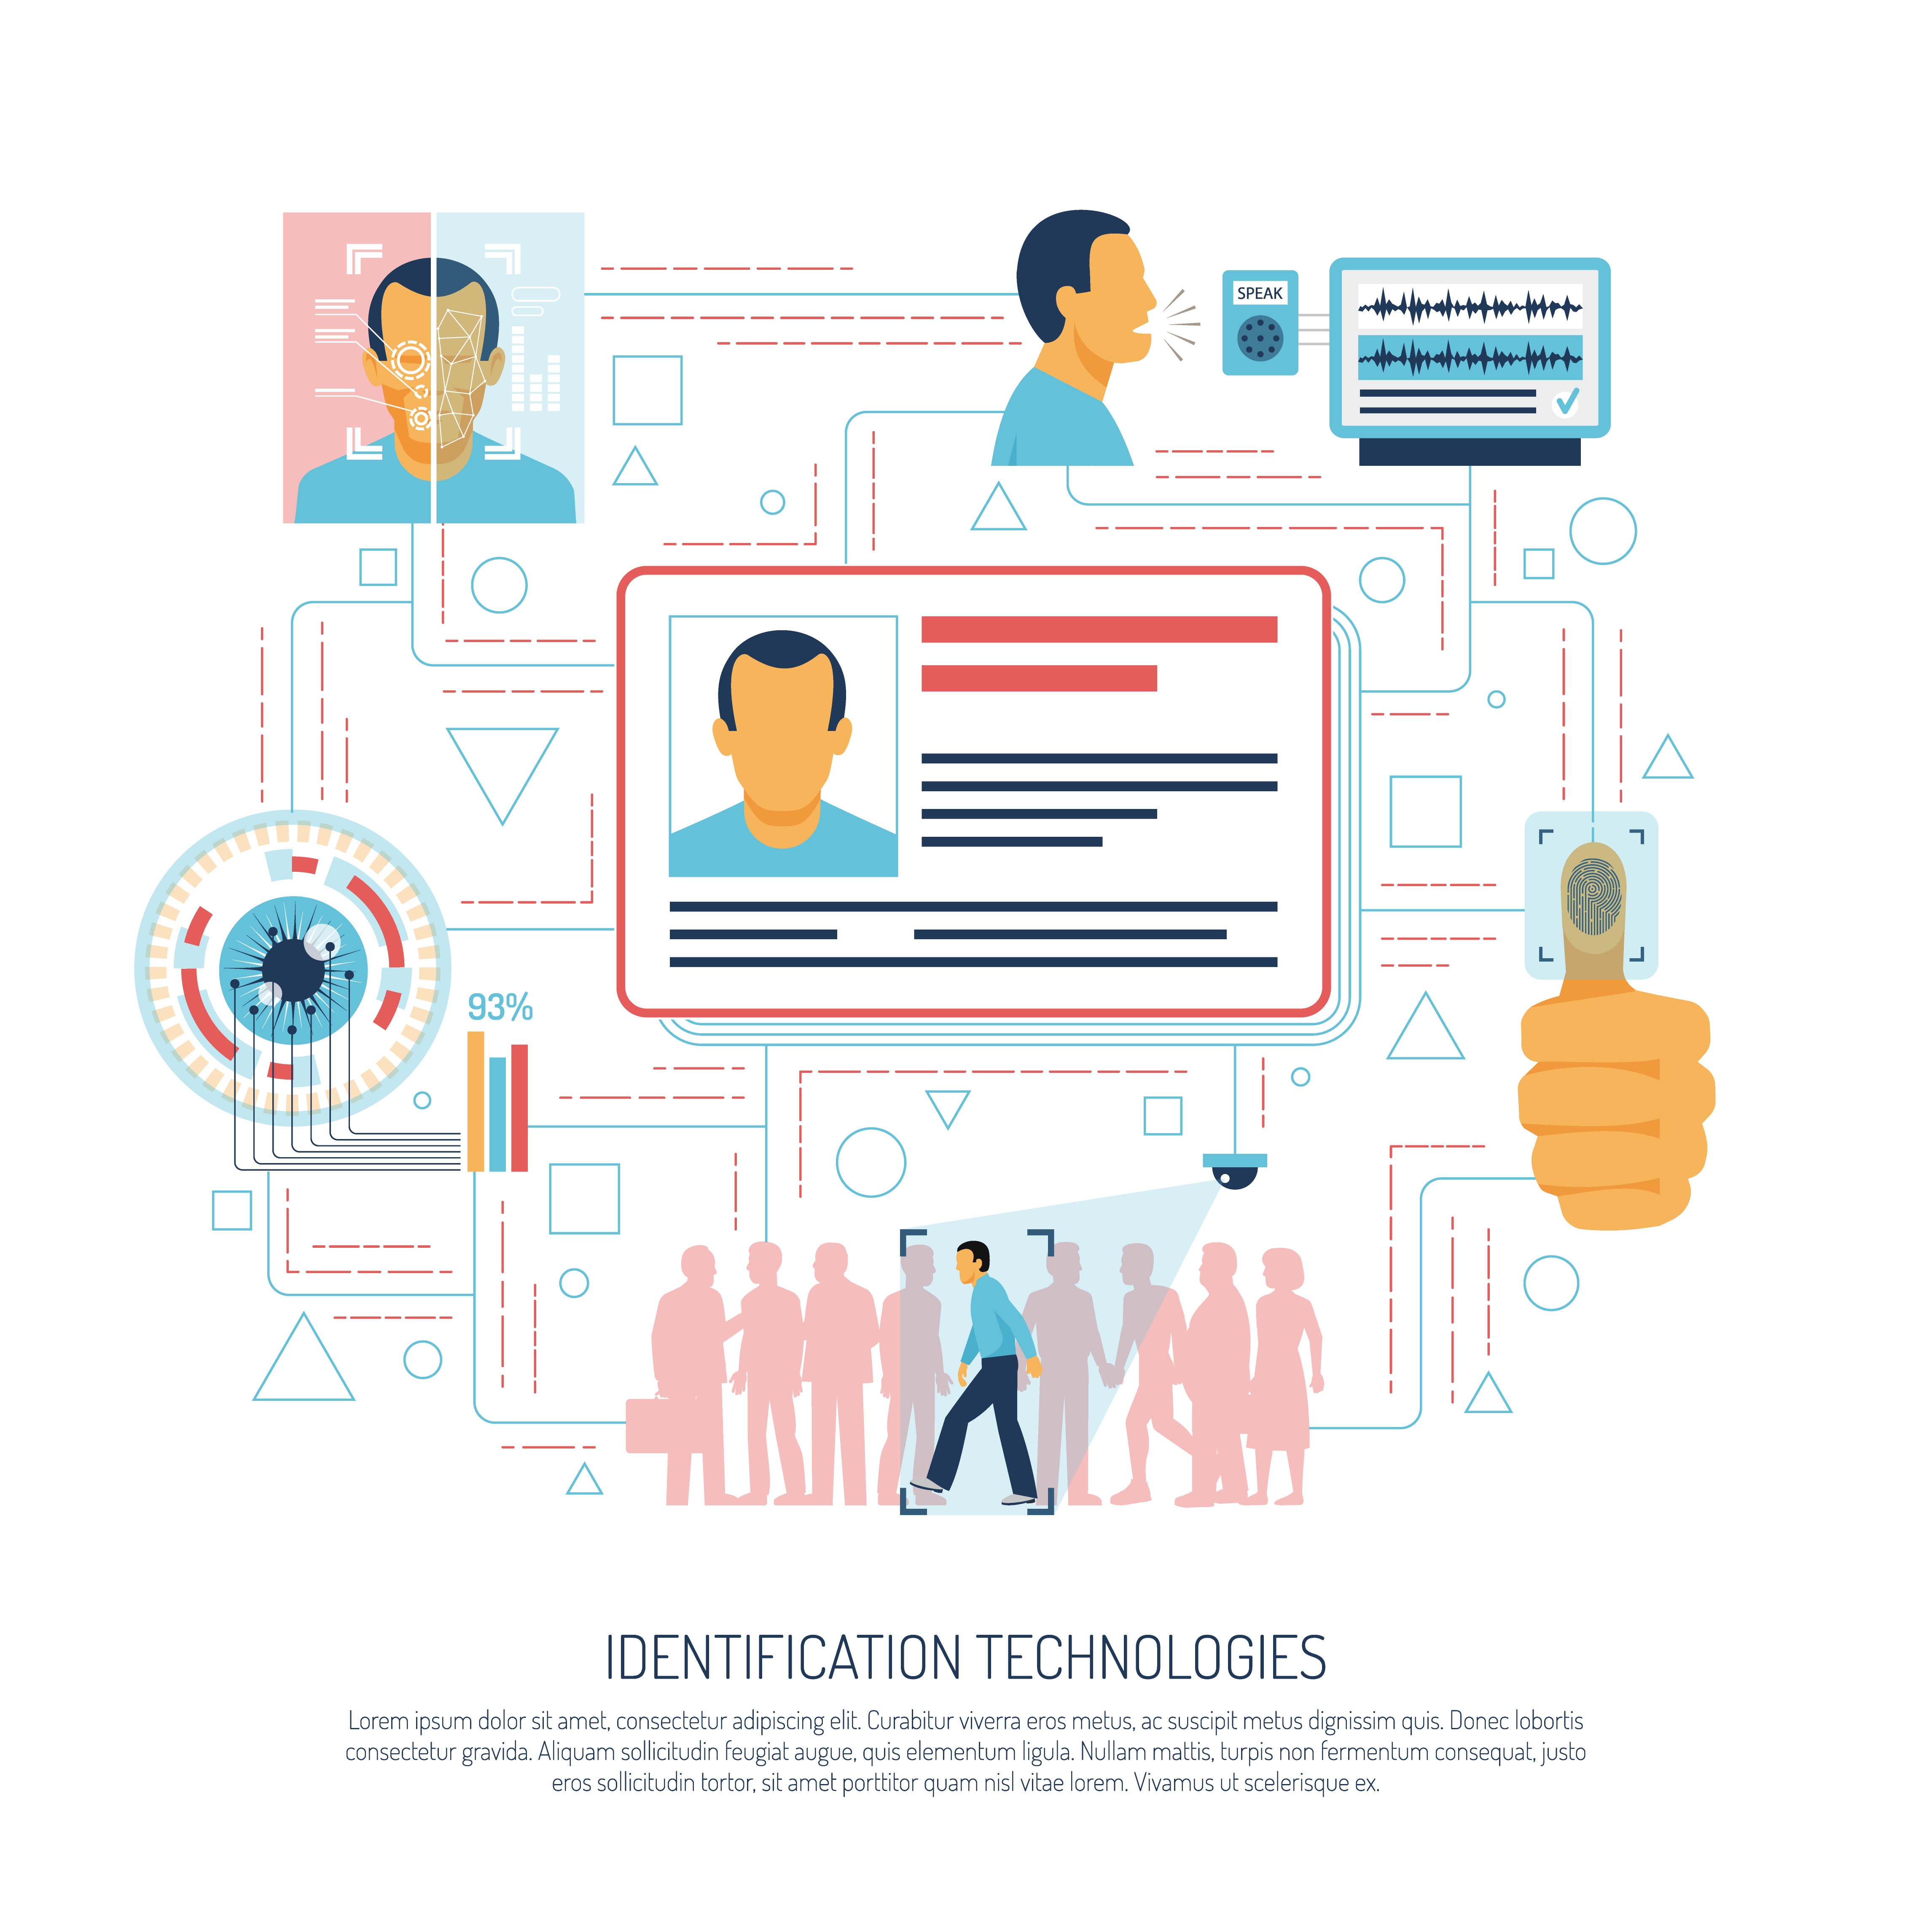 SPEAK
93%
IDENTIFICATION TECHNOLOGIES
Lorem ipsum dolor sit amet, consectetur adipiscing elit. Curabitur viverra eros metus, ac suscipit metus dignissim quis. Donec lobortis
consectetur gravida. Aliquam sollicitudin feugiat augue, quis elementum ligula. Nullam mattis, turpis non fermentum consequat, justo
eros sollicitudin tortor, sit amet porttitor quam nisl vitae lorem. Vivamus ut scelerisque ex.